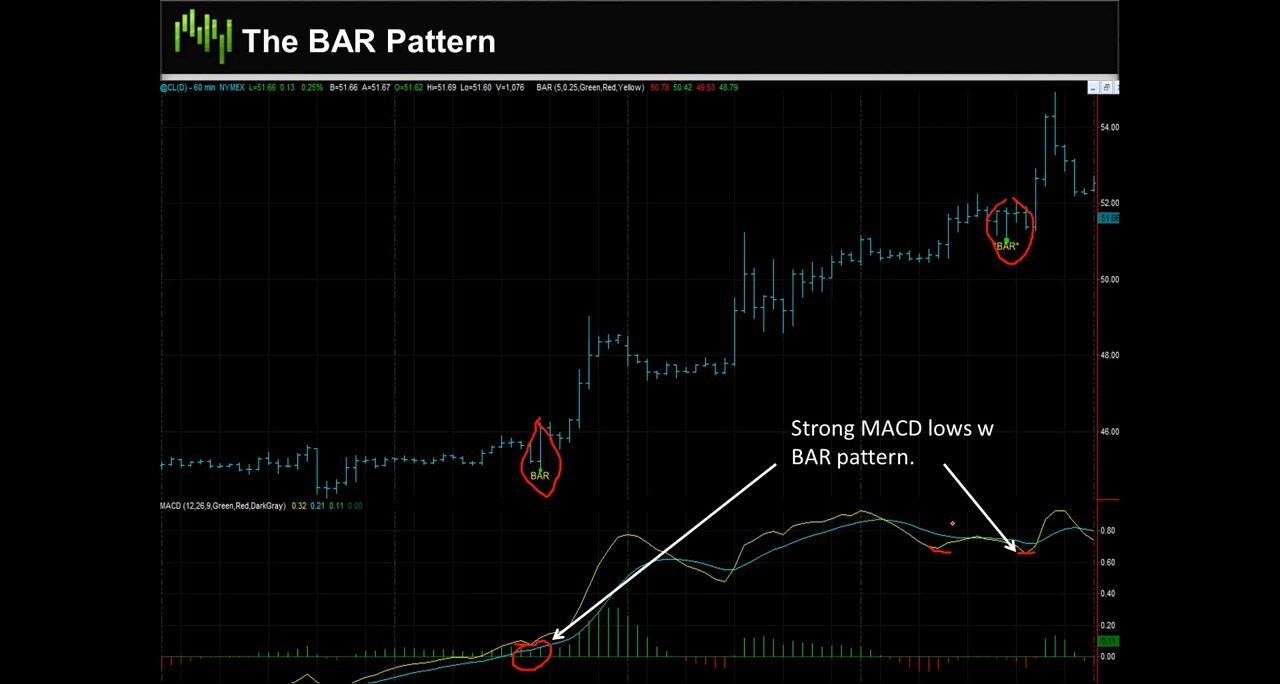 The BAR Pattern
@CL(D) - 60 min NYMEX L=51.66 0.13 0.25% B=51.66 A=51.67 O=51.62 Hi=51.69 Lo=51.60 V=1,076 BAR (5,0.25,Green,Red,Yellow) 50.78 50.42 49.53 48.79
54.00
52.00
51.66
*BAR*
50.00
48.00
Strong MACD lows w
BAR pattern.
46.00
BAR
MACD (12,26,9,Green,Red,DarkGray) 0.32 0.21 0.11 0.00
0.80
0.60
0.40
0.20
0.11
0.00